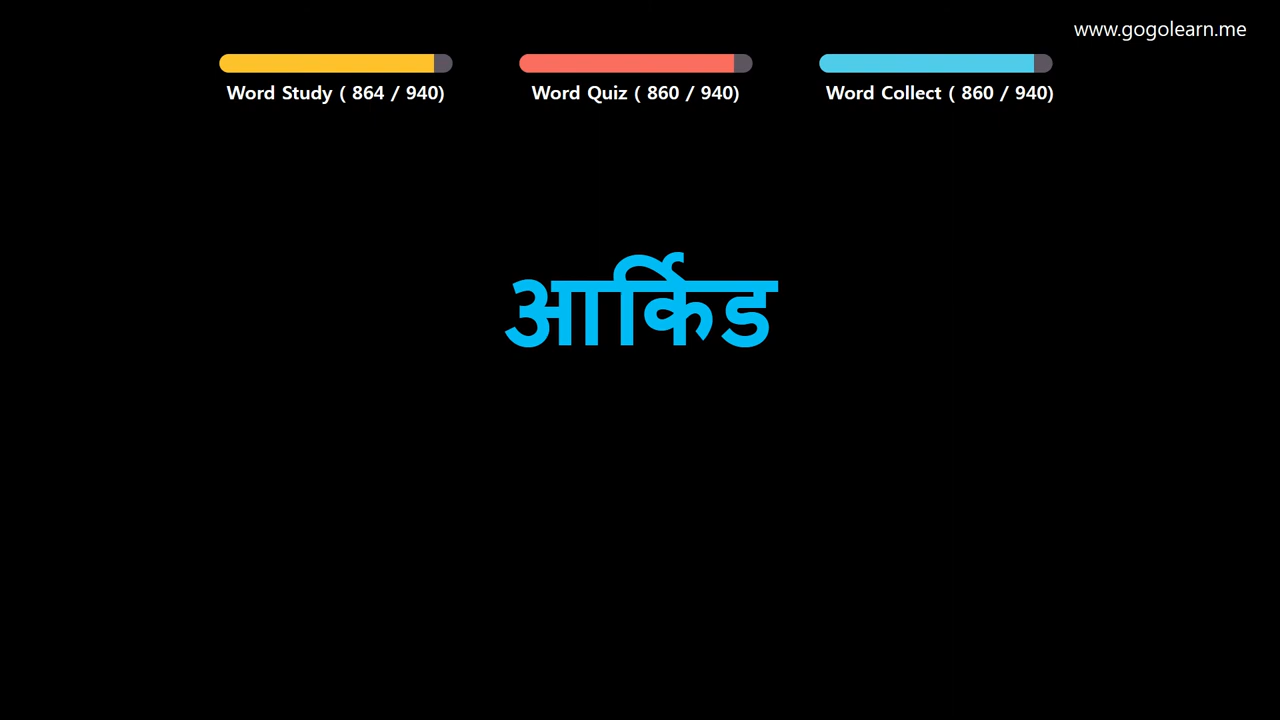 www.gogolearn.me
Word Study ( 864 / 940)
Word Quiz ( 860 / 940)
Word Collect ( 860 / 940)
आर्किड